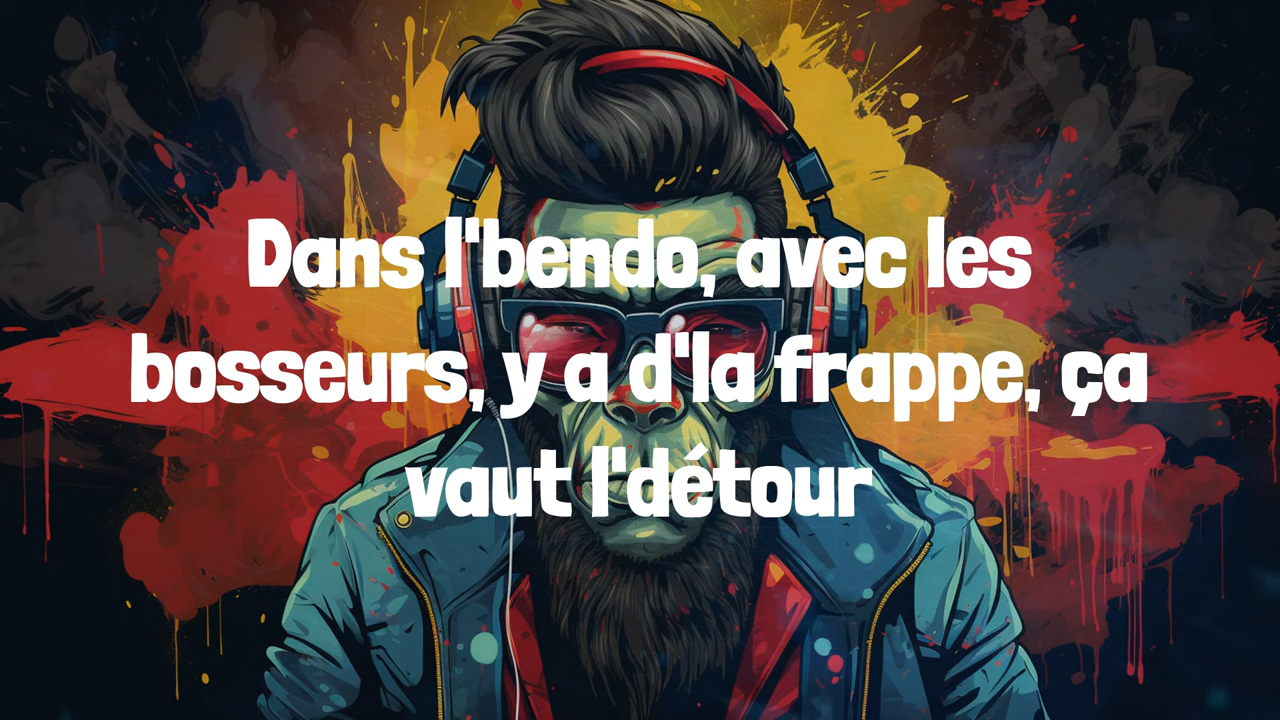 Dans l'bendo, avec les
bosseurs, y a d'la frappe, ça
vaut l'détour